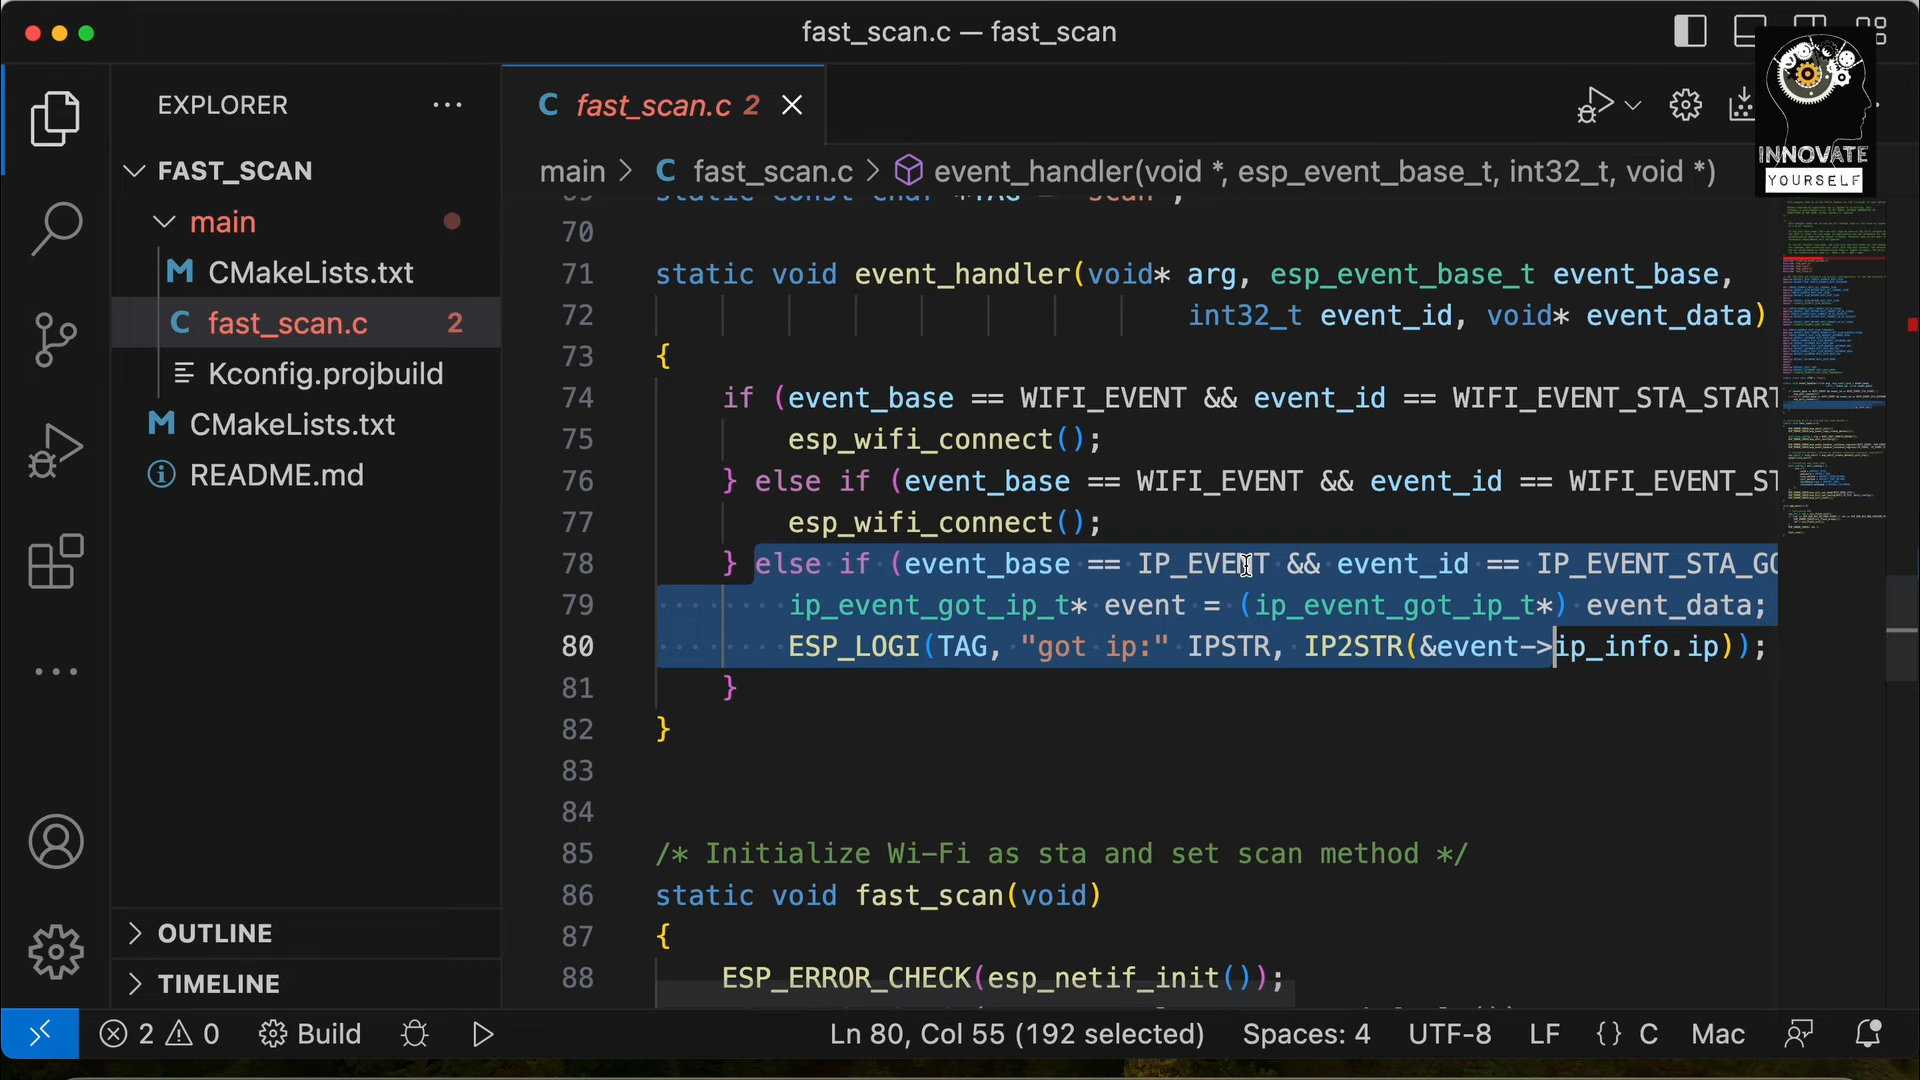 fast_scan.c — fast_scan
EXPLORER
FAST_SCAN
main
CMakeLists.txt
fast_scan.c 2
Kconfig.projbuild
CMakeLists.txt
README.md
OUTLINE
TIMELINE
fast_scan.c 2
INNOVATE
YOURSELF
main > C fast_scan.c > event_handler(void *, esp_event_base_t, int32_t, void *)
70
71 static void event_handler(void* arg, esp_event_base_t event_base,
72 int32_t event_id, void* event_data)
73 {
74 if (event_base == WIFI_EVENT && event_id == WIFI_EVENT_STA_START
75 esp_wifi_connect();
76 } else if (event_base == WIFI_EVENT && event_id == WIFI_EVENT_ST
77 esp_wifi_connect();
78 } else if (event_base == IP_EVENT && event_id == IP_EVENT_STA_GO
79 ip_event_got_ip_t* event = (ip_event_got_ip_t*) event_data;
80 ESP_LOGI(TAG, "got ip:" IPSTR, IP2STR(&event->ip_info.ip));
81 }
82 }
83
84
85 /* Initialize Wi-Fi as sta and set scan method */
86 static void fast_scan(void)
87 {
88 ESP_ERROR_CHECK(esp_netif_init());
2 0 Build Ln 80, Col 55 (192 selected) Spaces: 4 UTF-8 LF {} C Mac